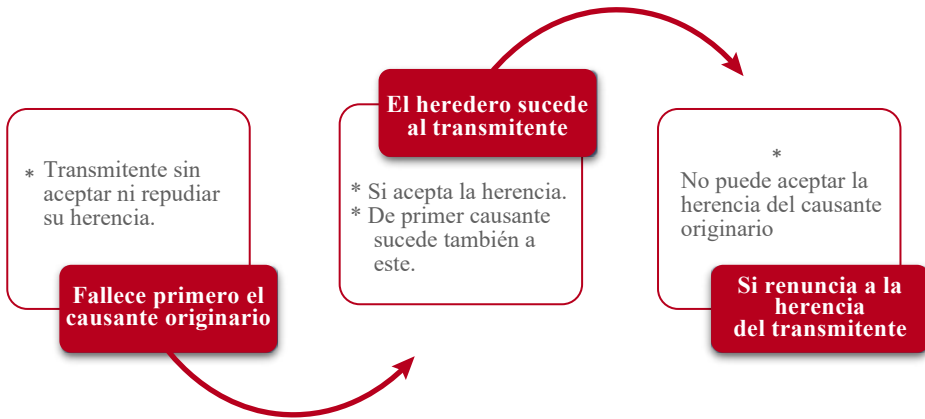 * Transmitente sin
aceptar ni repudiar
su herencia.
Fallece primero el
causante originario
El heredero sucede
al transmitente
* Si acepta la herencia.
* De primer causante
sucede también a
este.
*
No puede aceptar la
herencia del causante
originario
Si renuncia a la
herencia
del transmitente